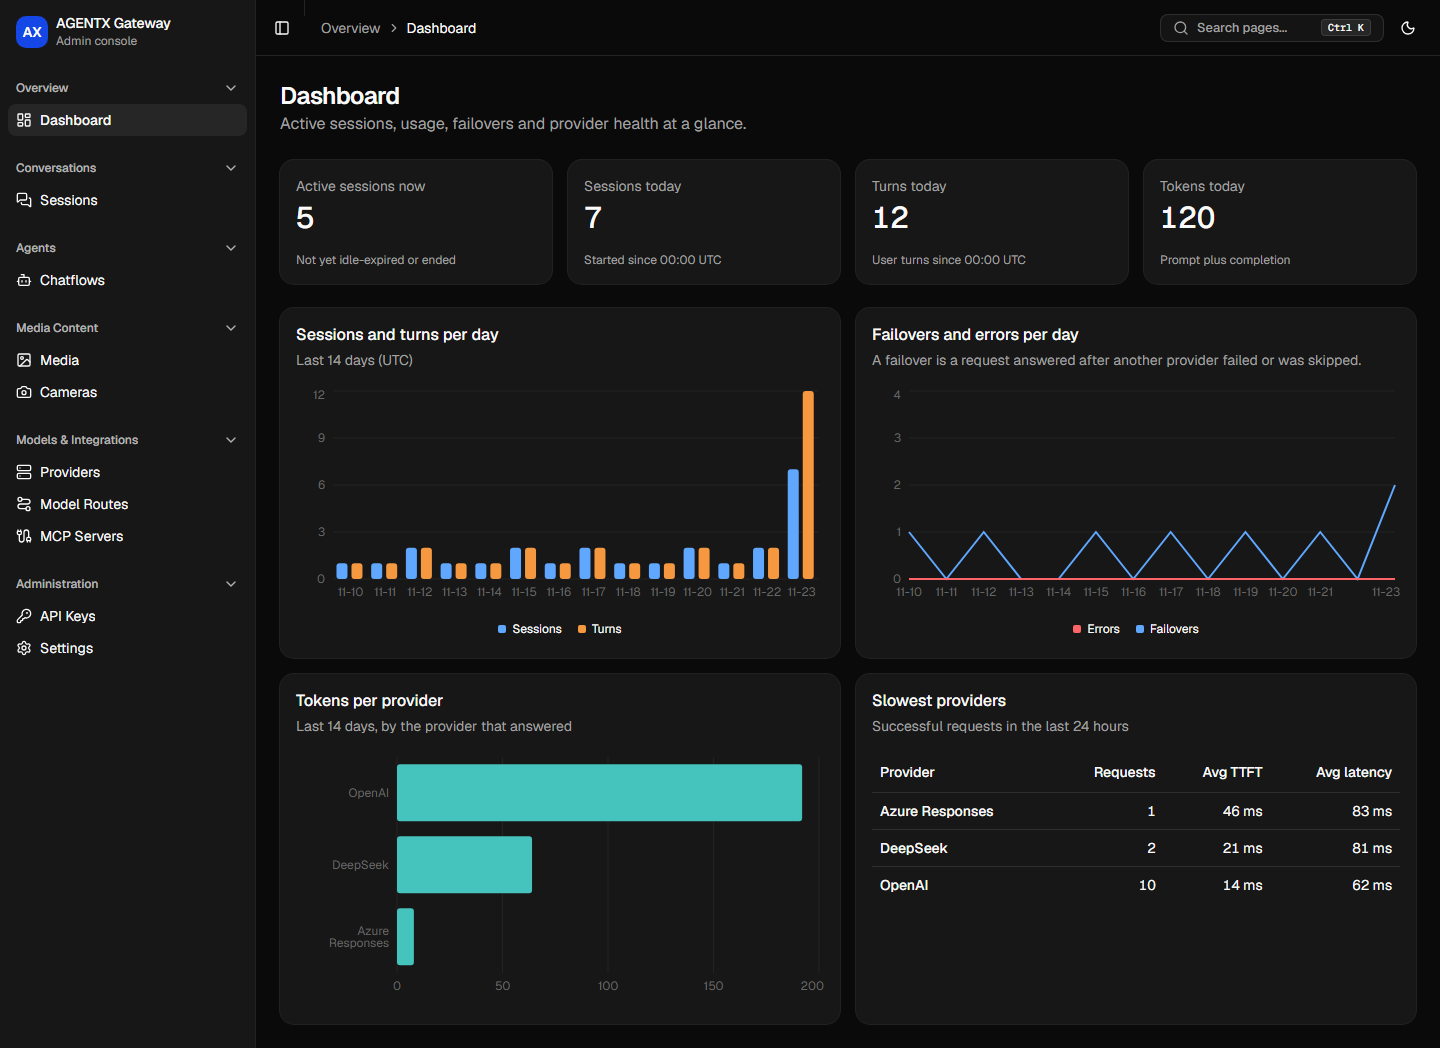 AX
AGENTX Gateway
Admin console
Overview
Dashboard
Conversations
Sessions
Agents
Chatflows
Media Content
Media
Cameras
Models & Integrations
Providers
Model Routes
MCP Servers
Administration
API Keys
Settings
Overview > Dashboard
Search pages... Ctrl K
Dashboard
Active sessions, usage, failovers and provider health at a glance.
Active sessions now
5
Not yet idle-expired or ended
Sessions today
7
Started since 00:00 UTC
Turns today
12
User turns since 00:00 UTC
Tokens today
120
Prompt plus completion
Sessions and turns per day
Last 14 days (UTC)
12
9
6
3
0
11-10 11-11 11-12 11-13 11-14 11-15 11-16 11-17 11-18 11-19 11-20 11-21 11-22 11-23
Sessions Turns
Failovers and errors per day
A failover is a request answered after another provider failed or was skipped.
4
3
2
1
0
11-10 11-11 11-12 11-13 11-14 11-15 11-16 11-17 11-18 11-19 11-20 11-21 11-23
Errors Failovers
Tokens per provider
Last 14 days, by the provider that answered
OpenAI
DeepSeek
Azure
Responses
0 50 100 150 200
Slowest providers
Successful requests in the last 24 hours
Provider Requests Avg TTFT Avg latency
Azure Responses 1 46 ms 83 ms
DeepSeek 2 21 ms 81 ms
OpenAI 10 14 ms 62 ms